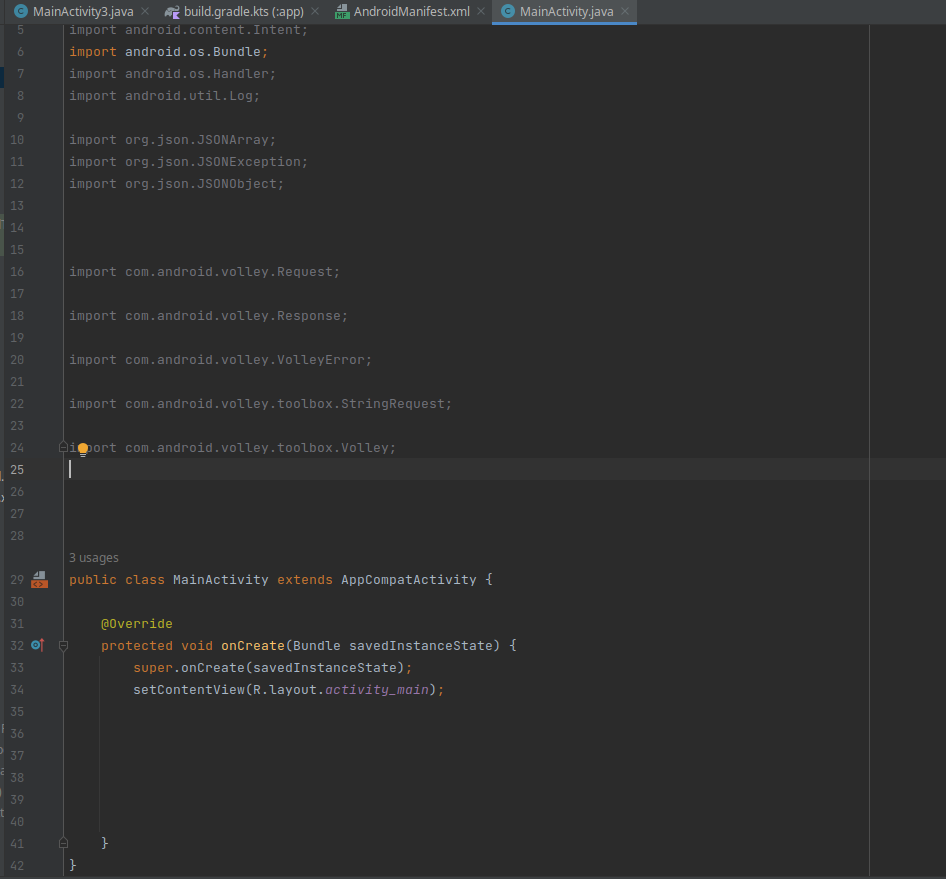 MainActivity3.java build.gradle.kts (:app) AndroidManifest.xml MainActivity.java
5 import android.content.Intent;
6 import android.os.Bundle;
7 import android.os.Handler;
8 import android.util.Log;
9
10 import org.json.JSONArray;
11 import org.json.JSONException;
12 import org.json.JSONObject;
13
14
15
16 import com.android.volley.Request;
17
18 import com.android.volley.Response;
19
20 import com.android.volley.VolleyError;
21
22 import com.android.volley.toolbox.StringRequest;
23
24 import com.android.volley.toolbox.Volley;
25
26
27
28
3 usages
29 public class MainActivity extends AppCompatActivity {
30
31 @Override
32 protected void onCreate(Bundle savedInstanceState) {
33 super.onCreate(savedInstanceState);
34 setContentView(R.layout.activity_main);
35
36
37
38
39
40
41 }
42 }